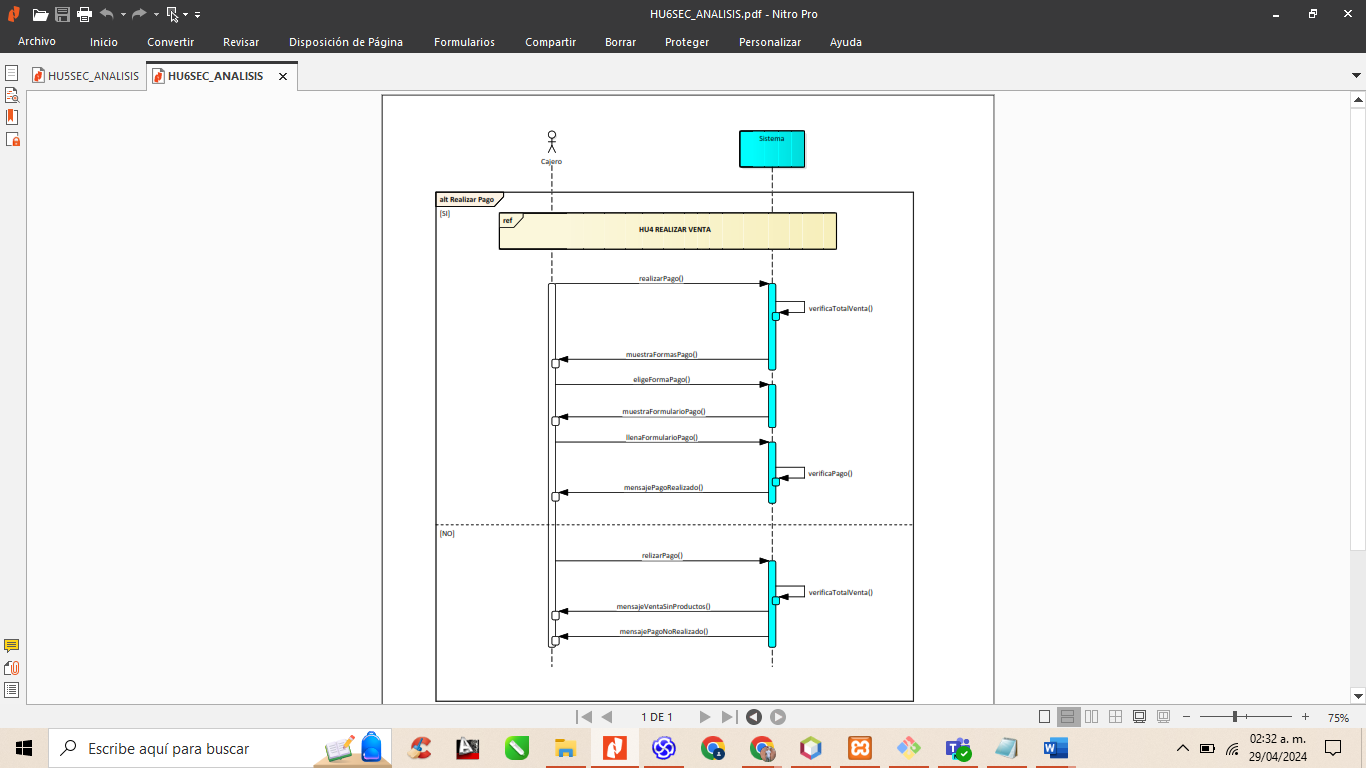 HU6SEC_ANALISIS.pdf - Nitro Pro
Archivo Inicio Convertir Revisar Disposición de Página Formularios Compartir Borrar Proteger Personalizar Ayuda
HU5SEC_ANALISIS HU6SEC_ANALISIS
Cajero
Sistema
alt Realizar Pago
[SI]
ref
HU4 REALIZAR VENTA
realizarPago()
verificaTotalVenta()
muestraFormasPago()
eligeFormaPago()
muestraFormularioPago()
llenaFormularioPago()
verificaPago()
mensajePagoRealizado()
[NO]
relizarPago()
verificaTotalVenta()
mensajeVentaSinProductos()
mensajePagoNoRealizado()
1 DE 1
75%
Escribe aquí para buscar
02:32 a. m.
29/04/2024